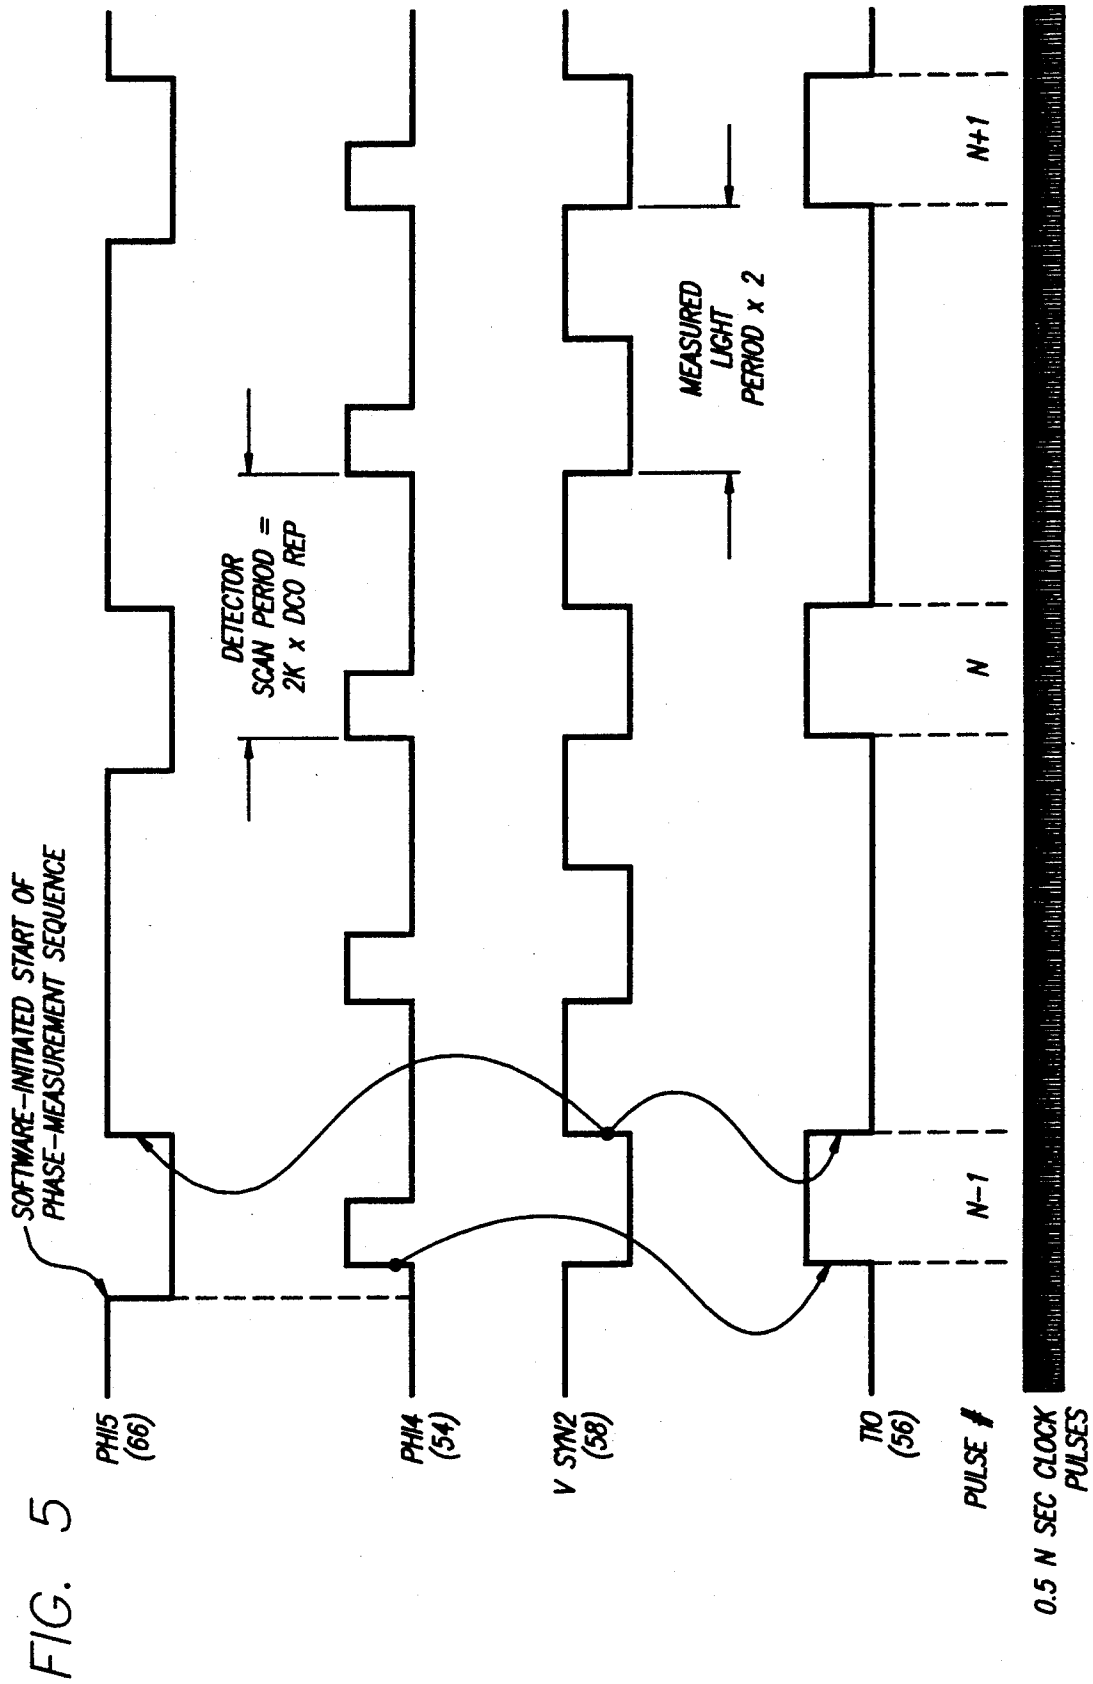 FIG. 5
SOFTWARE-INITIATED START OF
PHASE-MEASUREMENT SEQUENCE
PHI5
(66)
DETECTOR
SCAN PERIOD =
2K x DCO REP
PHI4
(54)
V SYN2
(58)
MEASURED
LIGHT
PERIOD x 2
TIO
(56)
PULSE #
N-1
N
N+1
0.5 N SEC CLOCK
PULSES